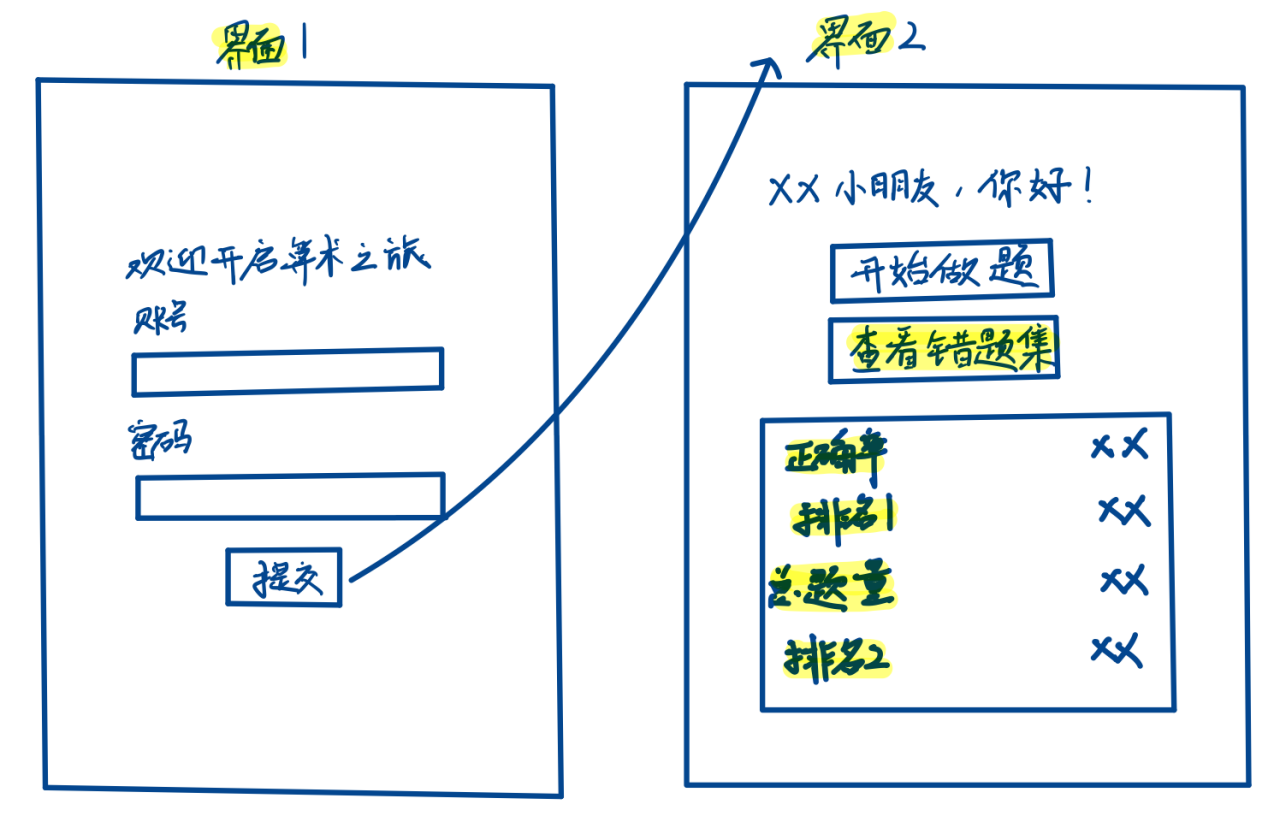 界面1
欢迎开启算术之旅
账号
密码
提交
界面2
XX 小朋友，你好！
开始做题
查看错题集
正确率 XX
排名1 XX
总题量 XX
排名2 XX